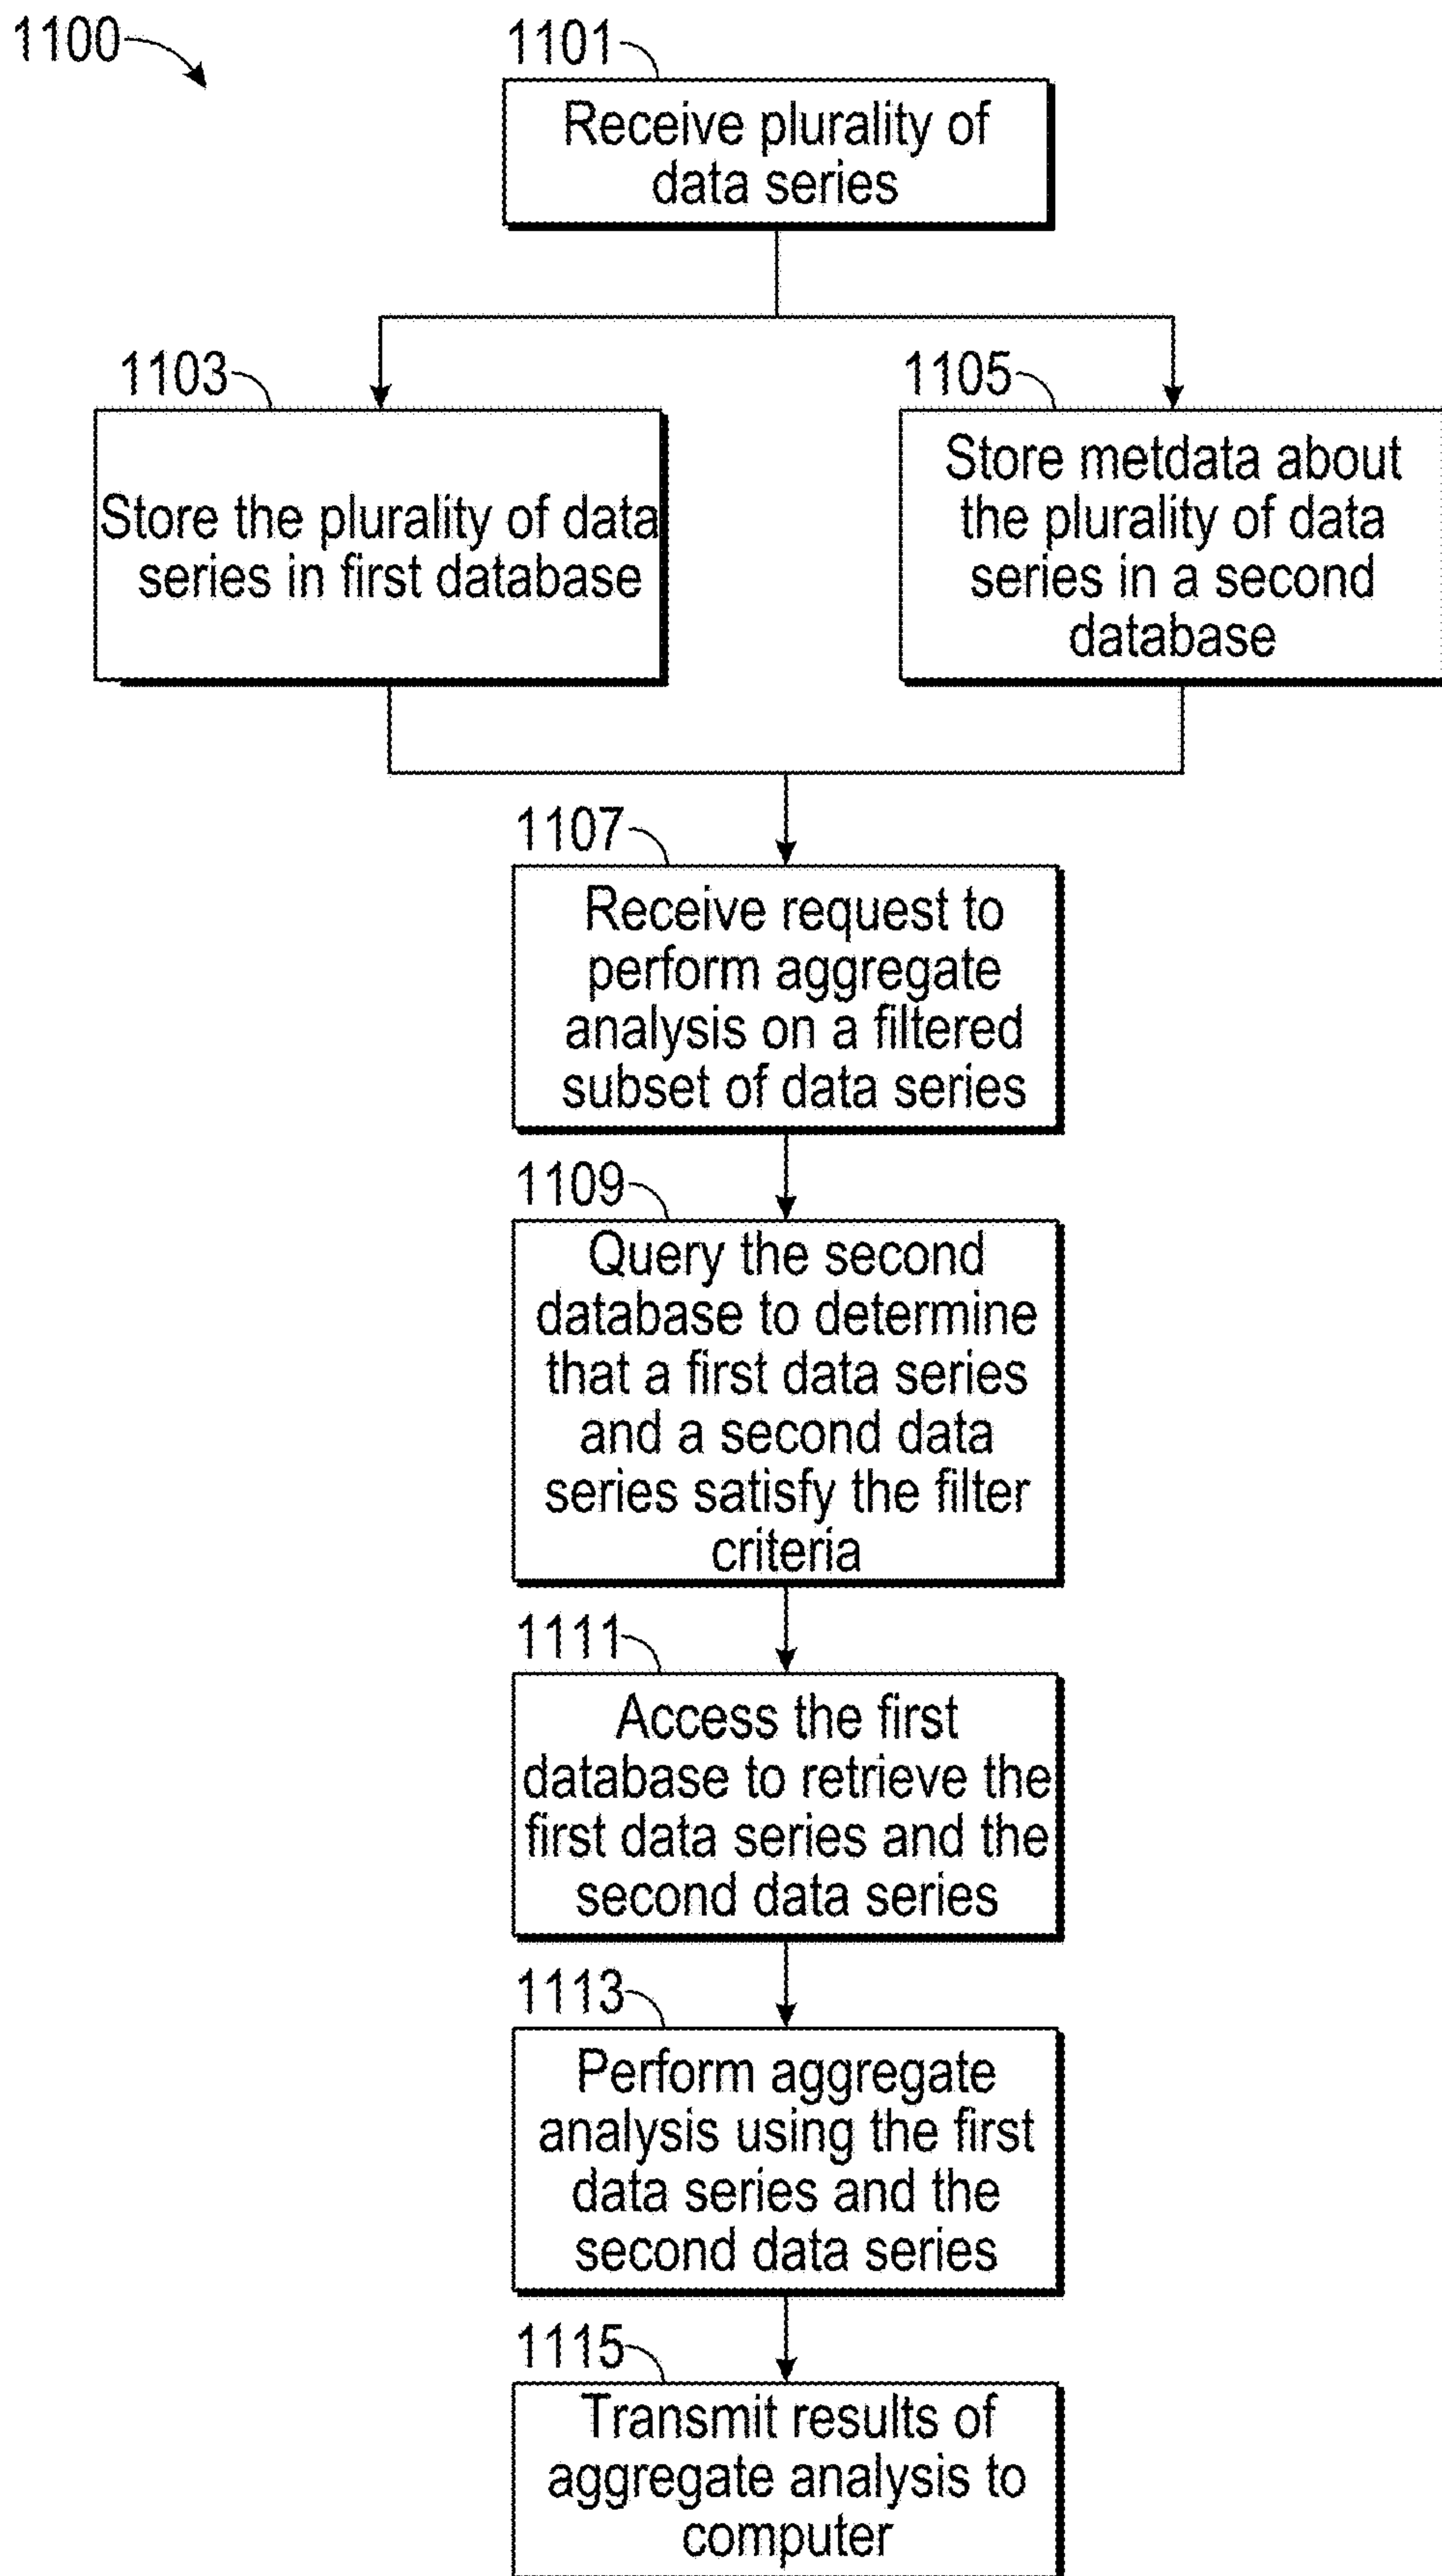 1100
1101
Receive plurality of
data series
1103
Store the plurality of data
series in first database
1105
Store metdata about
the plurality of data
series in a second
database
1107
Receive request to
perform aggregate
analysis on a filtered
subset of data series
1109
Query the second
database to determine
that a first data series
and a second data
series satisfy the filter
criteria
1111
Access the first
database to retrieve the
first data series and the
second data series
1113
Perform aggregate
analysis using the first
data series and the
second data series
1115
Transmit results of
aggregate analysis to
computer